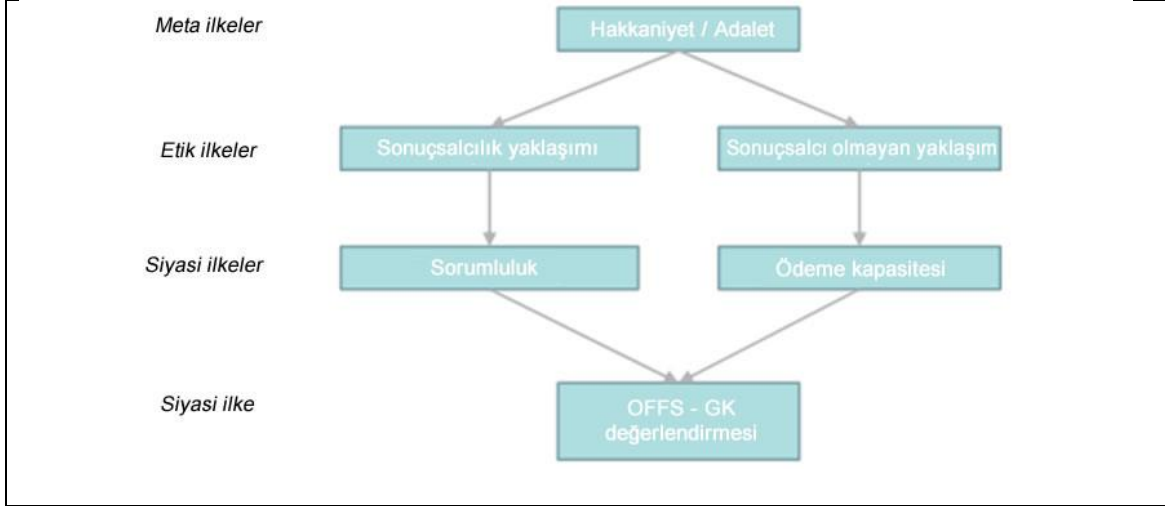 Meta ilkeler
Hakkaniyet / Adalet
Etik ilkeler
Sonuçsalcılık yaklaşımı
Sonuçsalcı olmayan yaklaşım
Siyasi ilkeler
Sorumluluk
Ödeme kapasitesi
Siyasi ilke
OFFS - GK
değerlendirmesi